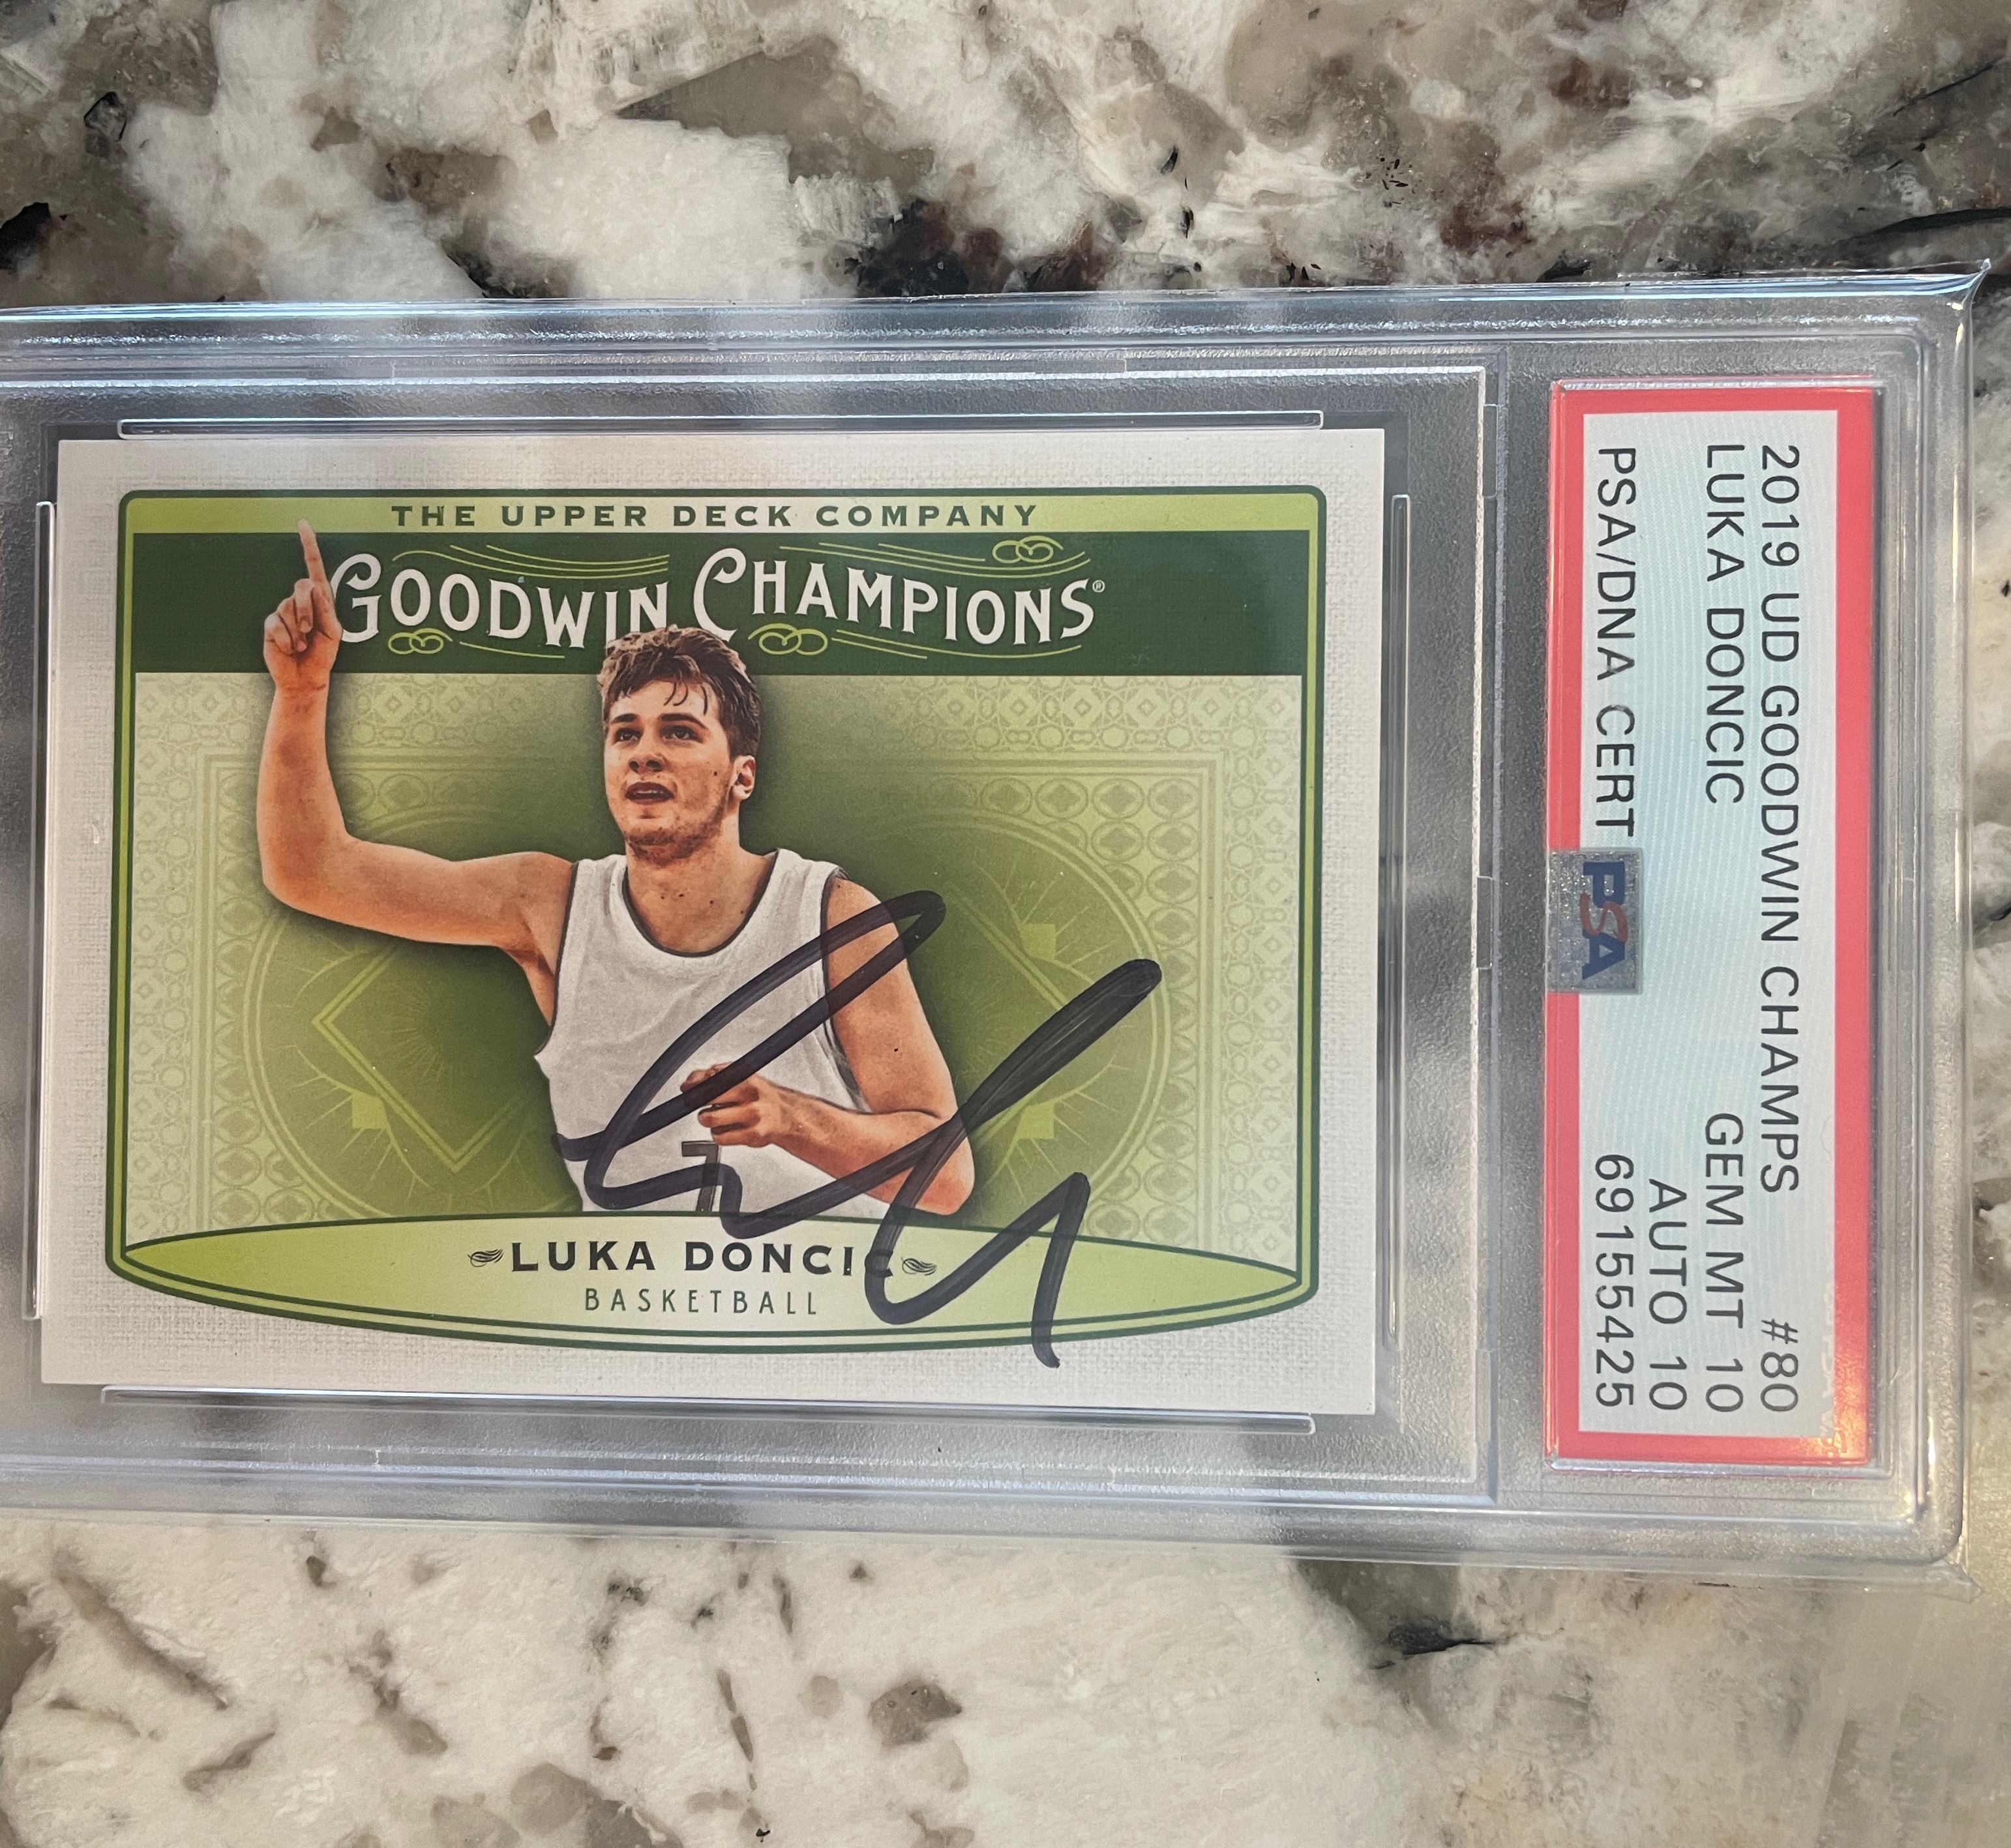 THE UPPER DECK COMPANY
GOODWIN CHAMPIONS®
7
LUKA DONCIC
BASKETBALL
2019 UD GOODWIN CHAMPS #80
LUKA DONCIC GEM MT 10
AUTO 10
PSA/DNA CERT 69155425
PSA